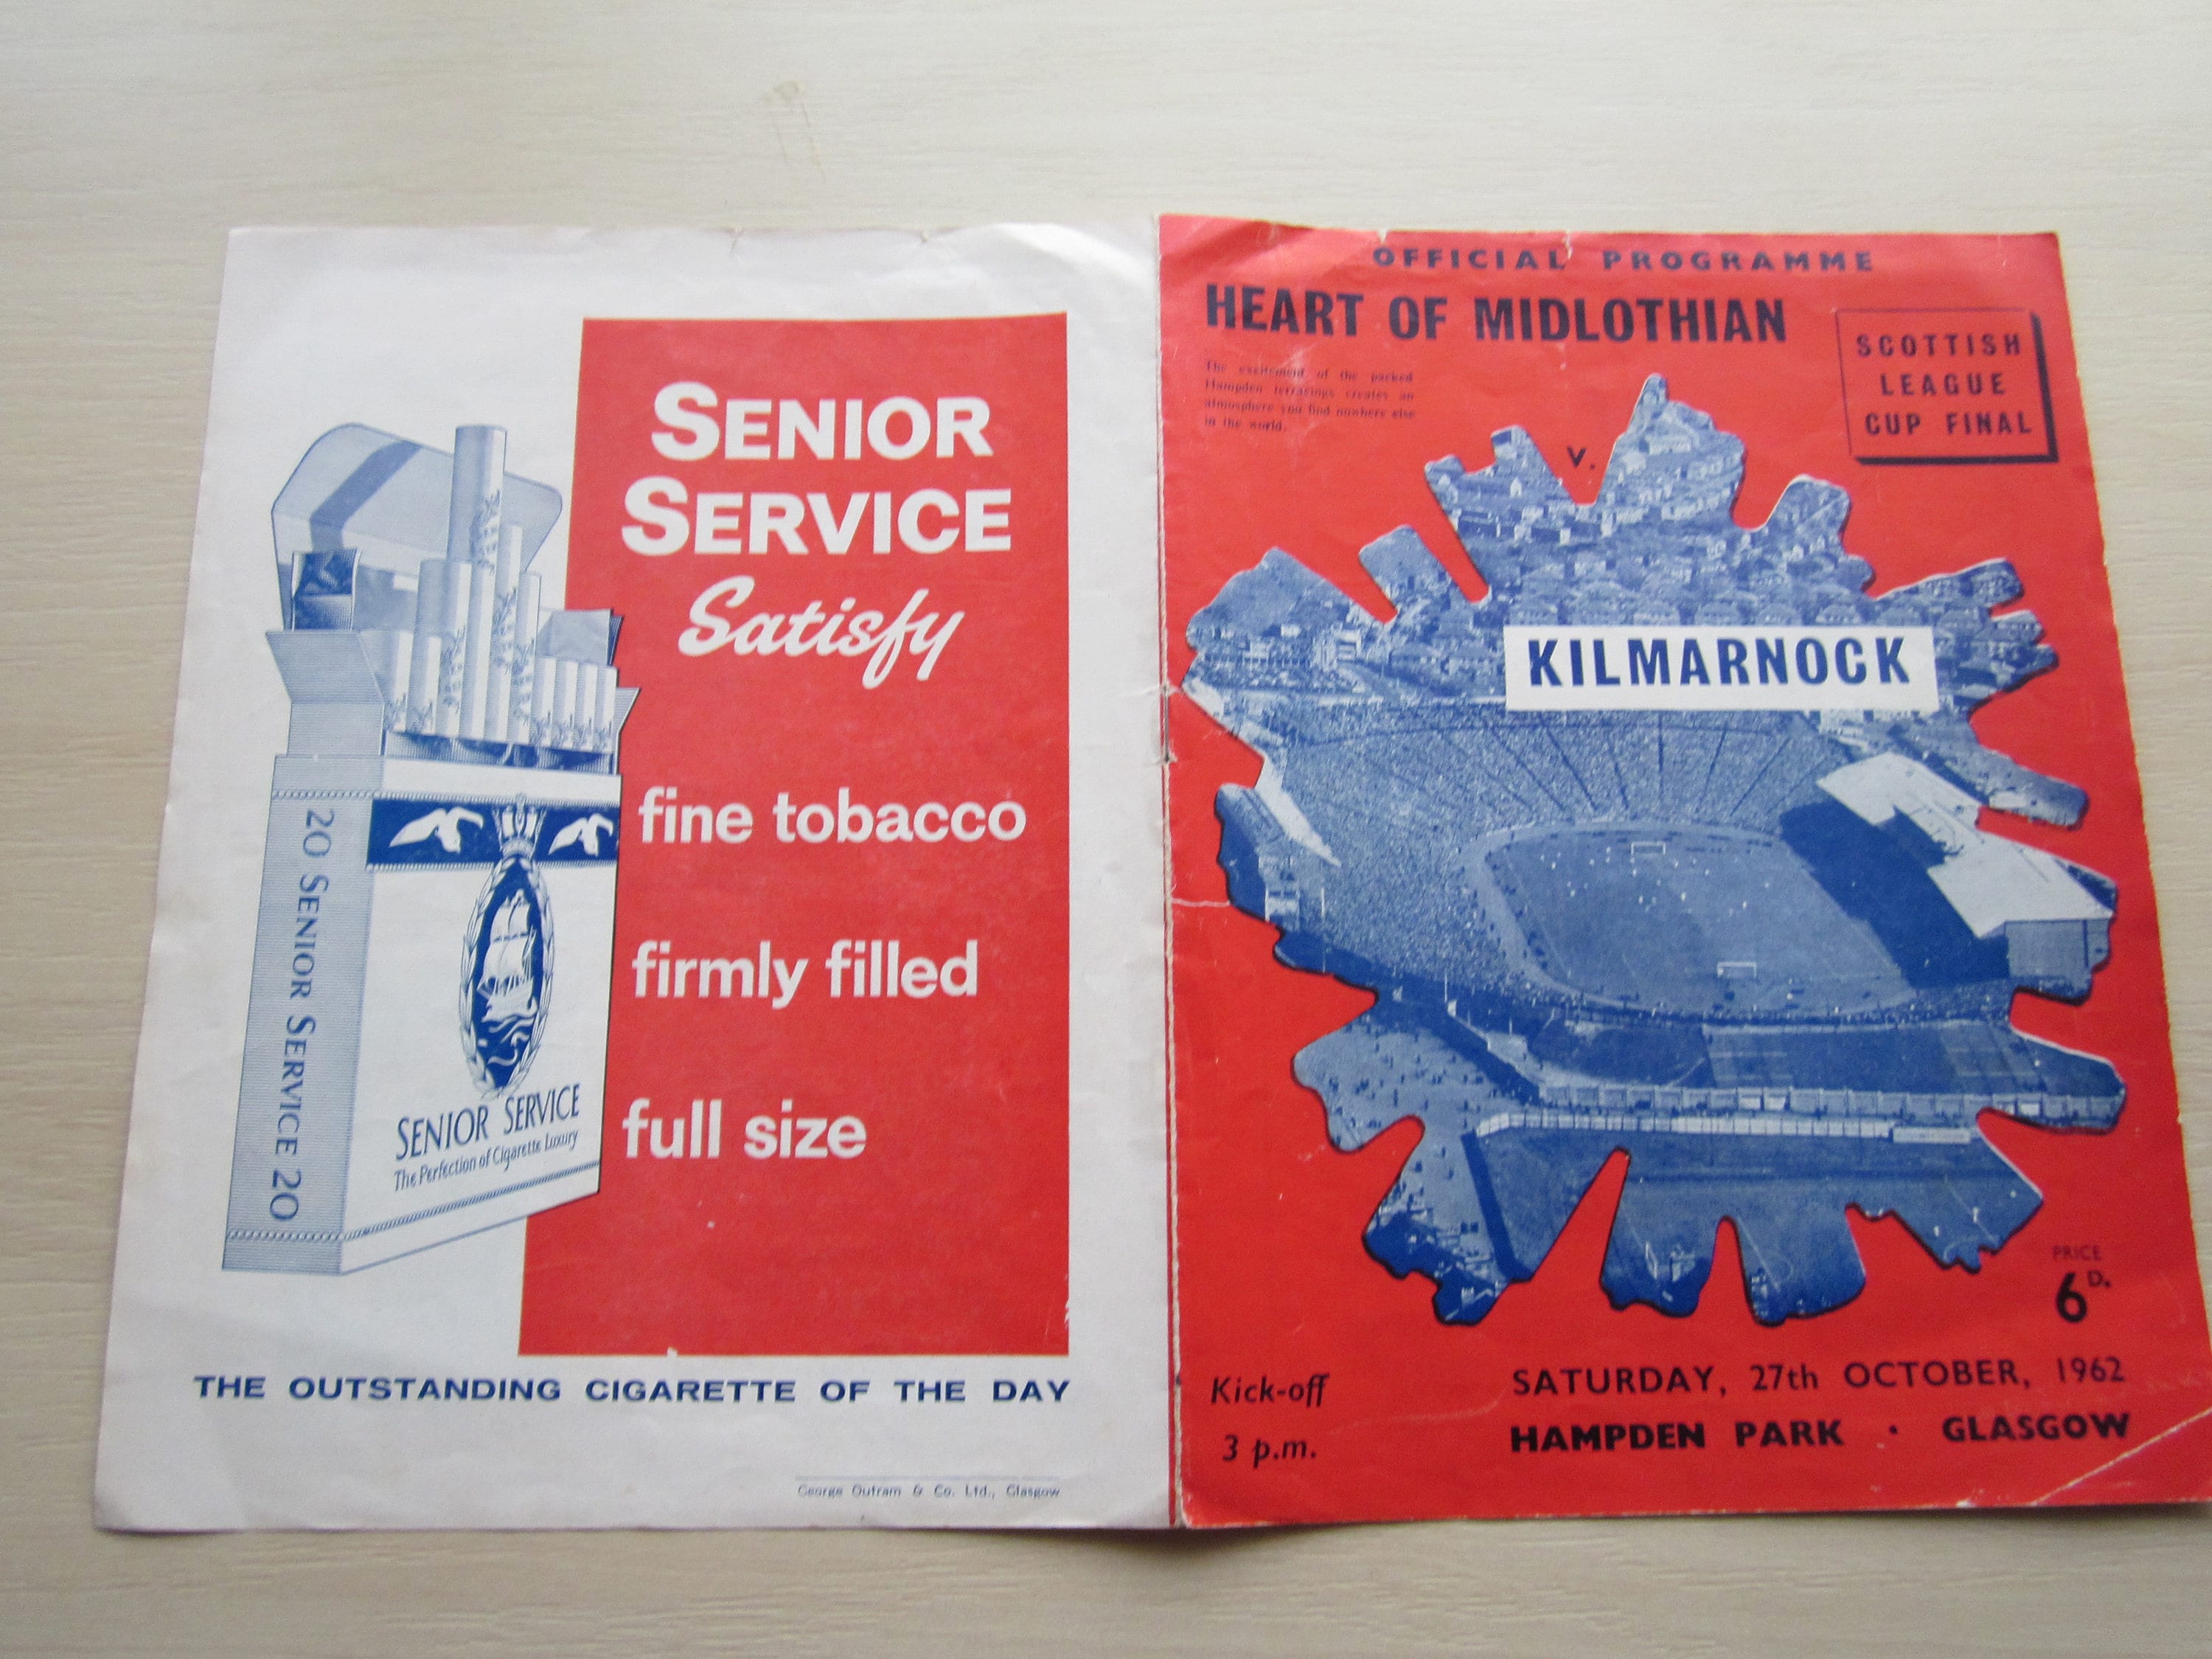 SENIOR
SERVICE
Satisfy
fine tobacco
firmly filled
full size
20 SENIOR SERVICE 20
SENIOR SERVICE
The Perfection of Cigarette Luxury
THE OUTSTANDING CIGARETTE OF THE DAY
George Outram & Co. Ltd., Glasgow
OFFICIAL PROGRAMME
HEART OF MIDLOTHIAN
SCOTTISH
LEAGUE
CUP FINAL
The excitement of the packed
Hampden terracings creates an
atmosphere you find nowhere else
in the world.
v.
KILMARNOCK
PRICE
6D.
Kick-off
3 p.m.
SATURDAY, 27th OCTOBER, 1962
HAMPDEN PARK · GLASGOW